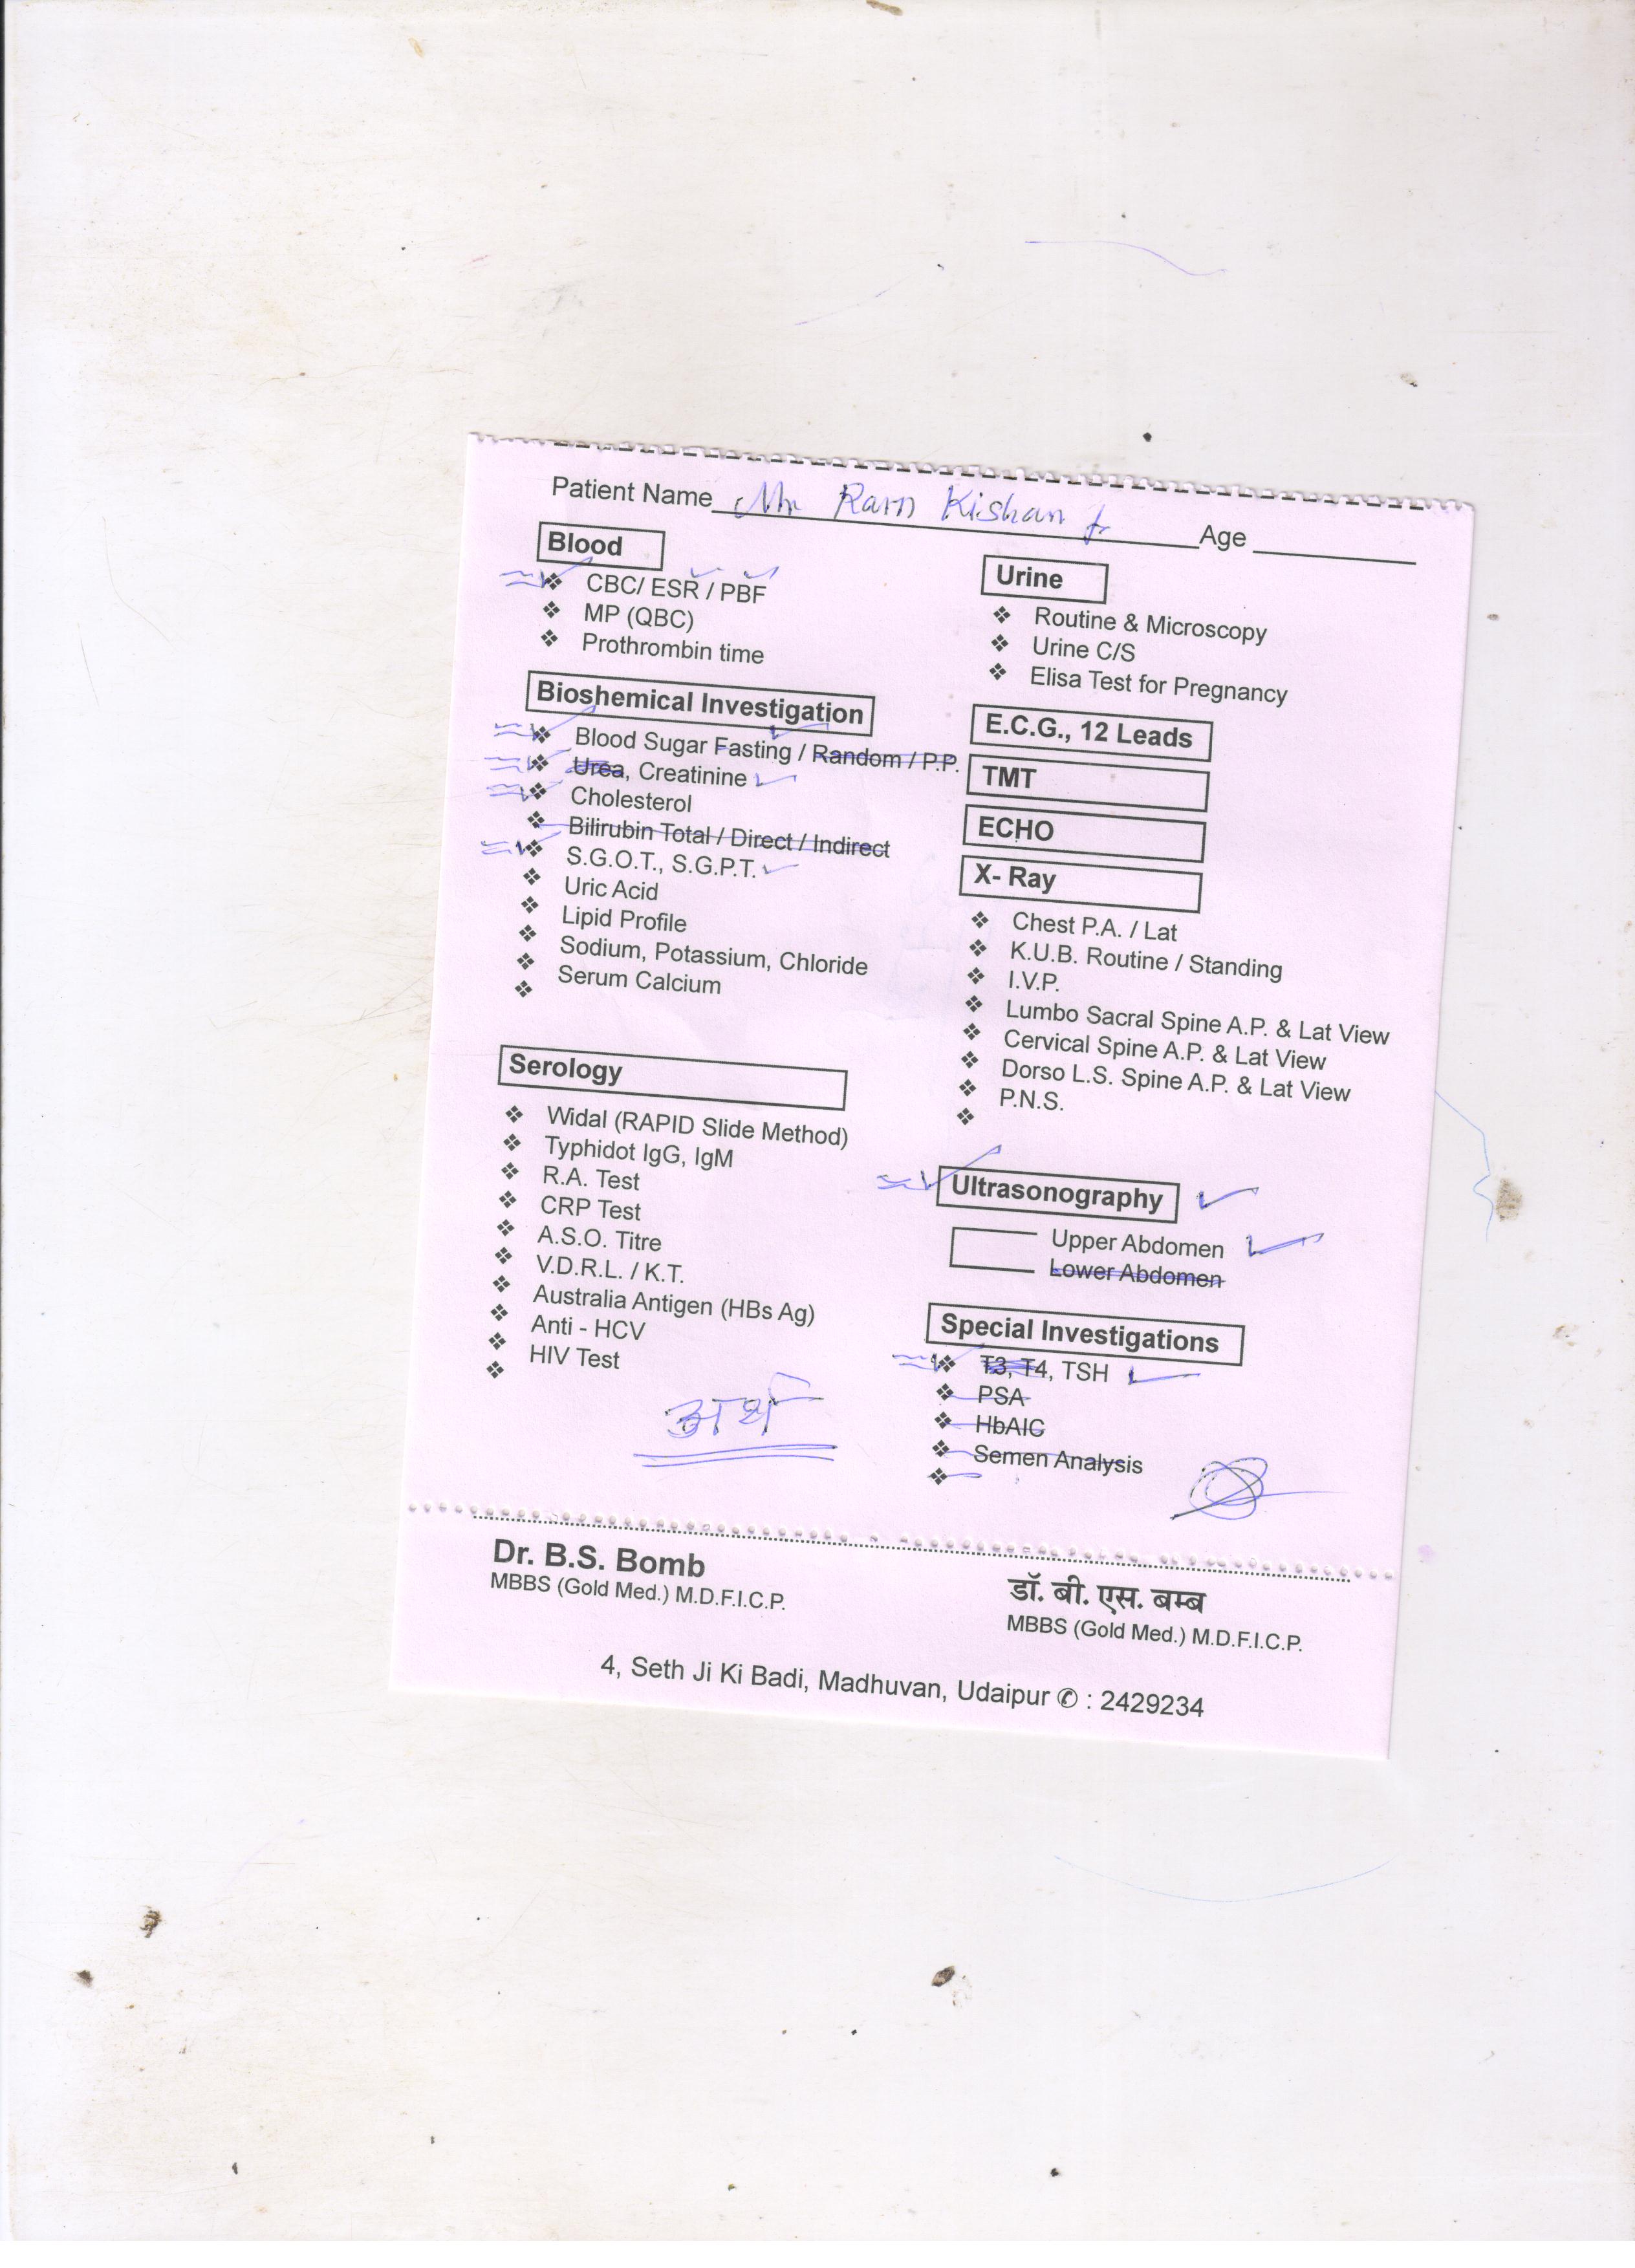 Patient Name Mr Ram Kishan Jr Age
Blood
CBC/ ESR / PBF
MP (QBC)
Prothrombin time
Bioshemical Investigation
Blood Sugar Fasting / Random / P.P.
Urea, Creatinine
Cholesterol
Bilirubin Total / Direct / Indirect
S.G.O.T., S.G.P.T.
Uric Acid
Lipid Profile
Sodium, Potassium, Chloride
Serum Calcium
Serology
Widal (RAPID Slide Method)
Typhidot IgG, IgM
R.A. Test
CRP Test
A.S.O. Titre
V.D.R.L. / K.T.
Australia Antigen (HBs Ag)
Anti - HCV
HIV Test
अर्थ
Urine
Routine & Microscopy
Urine C/S
Elisa Test for Pregnancy
E.C.G., 12 Leads
TMT
ECHO
X- Ray
Chest P.A. / Lat
K.U.B. Routine / Standing
I.V.P.
Lumbo Sacral Spine A.P. & Lat View
Cervical Spine A.P. & Lat View
Dorso L.S. Spine A.P. & Lat View
P.N.S.
Ultrasonography
Upper Abdomen
Lower Abdomen
Special Investigations
T3, T4, TSH
PSA
HbAIC
Semen Analysis
Dr. B.S. Bomb
MBBS (Gold Med.) M.D.F.I.C.P.
डॉ. बी. एस. बम्ब
MBBS (Gold Med.) M.D.F.I.C.P.
4, Seth Ji Ki Badi, Madhuvan, Udaipur ✆ : 2429234